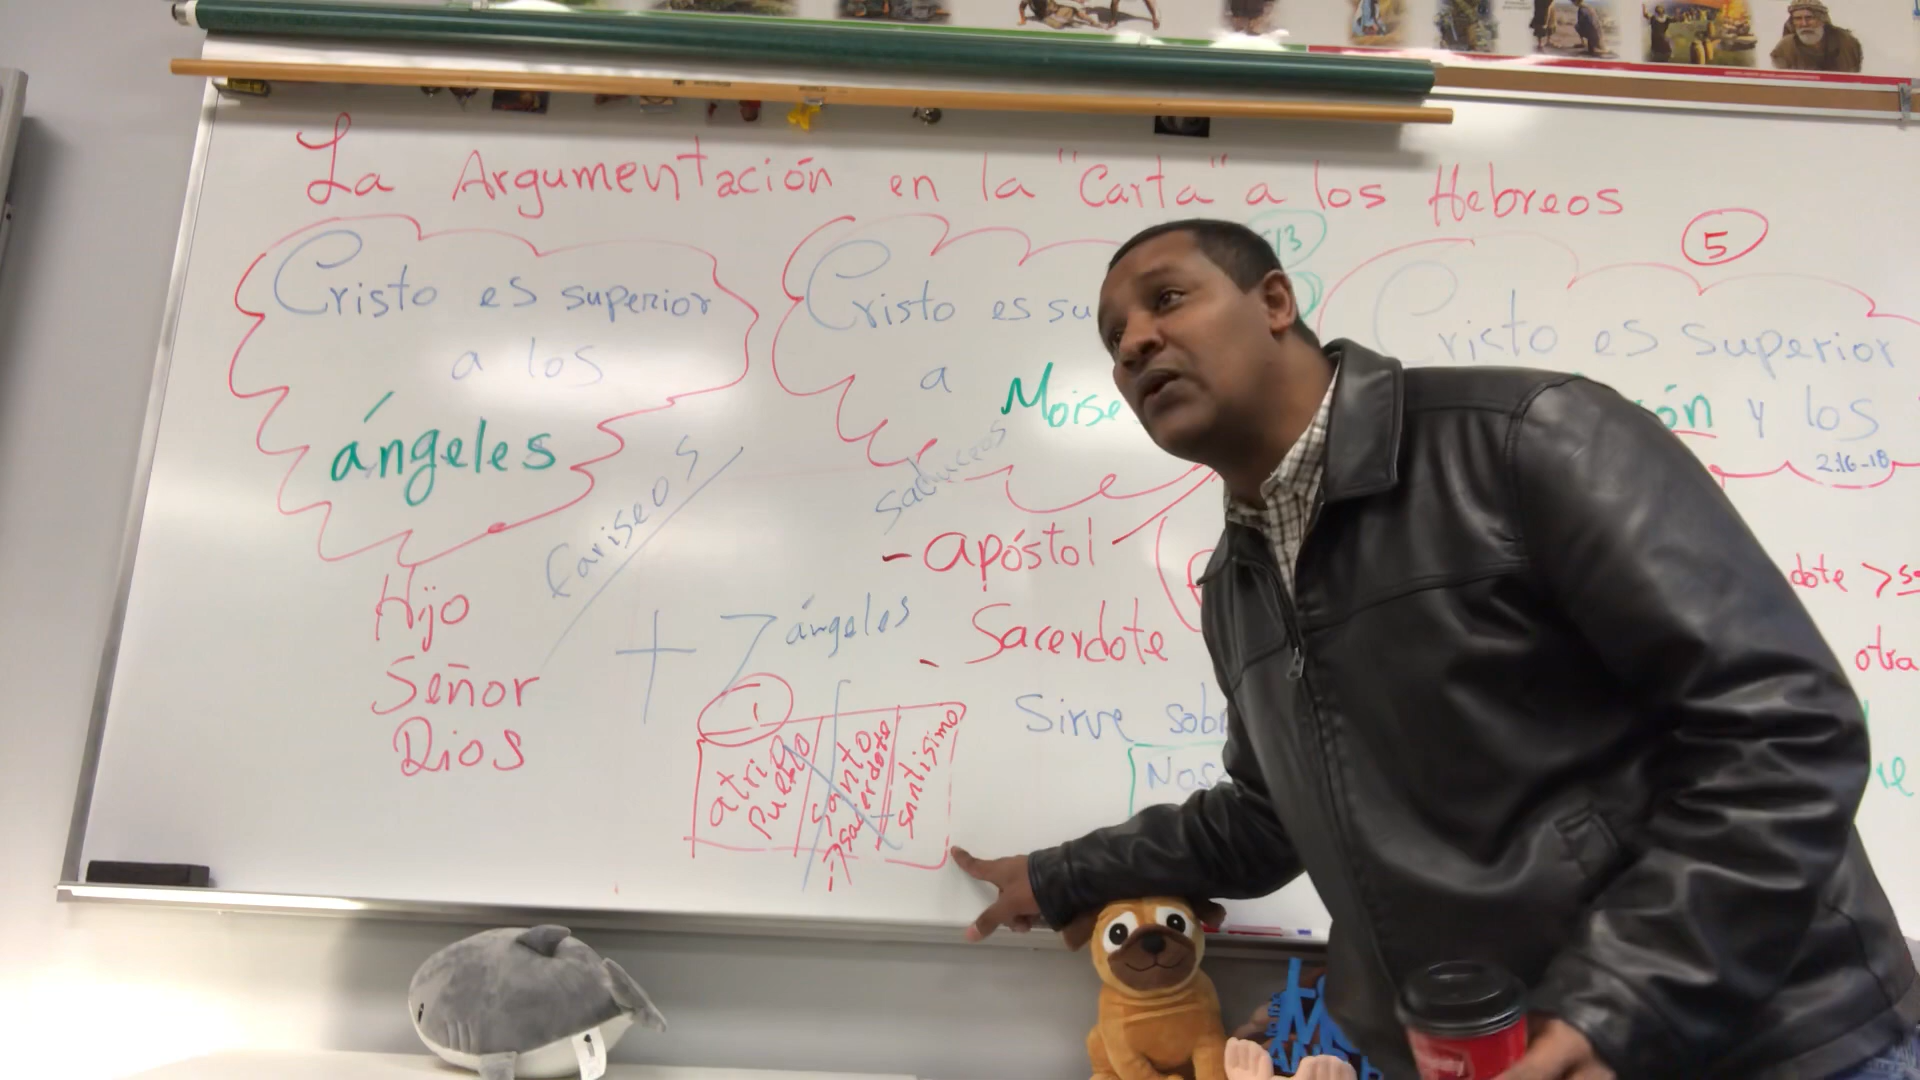 La Argumentación en la "Carta" a los Hebreos
Cristo es superior
a los
ángeles
Hijo
Señor
Dios
fariseos
+ 7 ángeles
1
atrio
Pueblo
Santo
Sacerdote
santísimo
Cristo es su
a Moise
saduceos
- apóstol
- Sacerdote
Sirve sobr
5
Cristo es superior
ón y los
2:16-18
dote >
otra